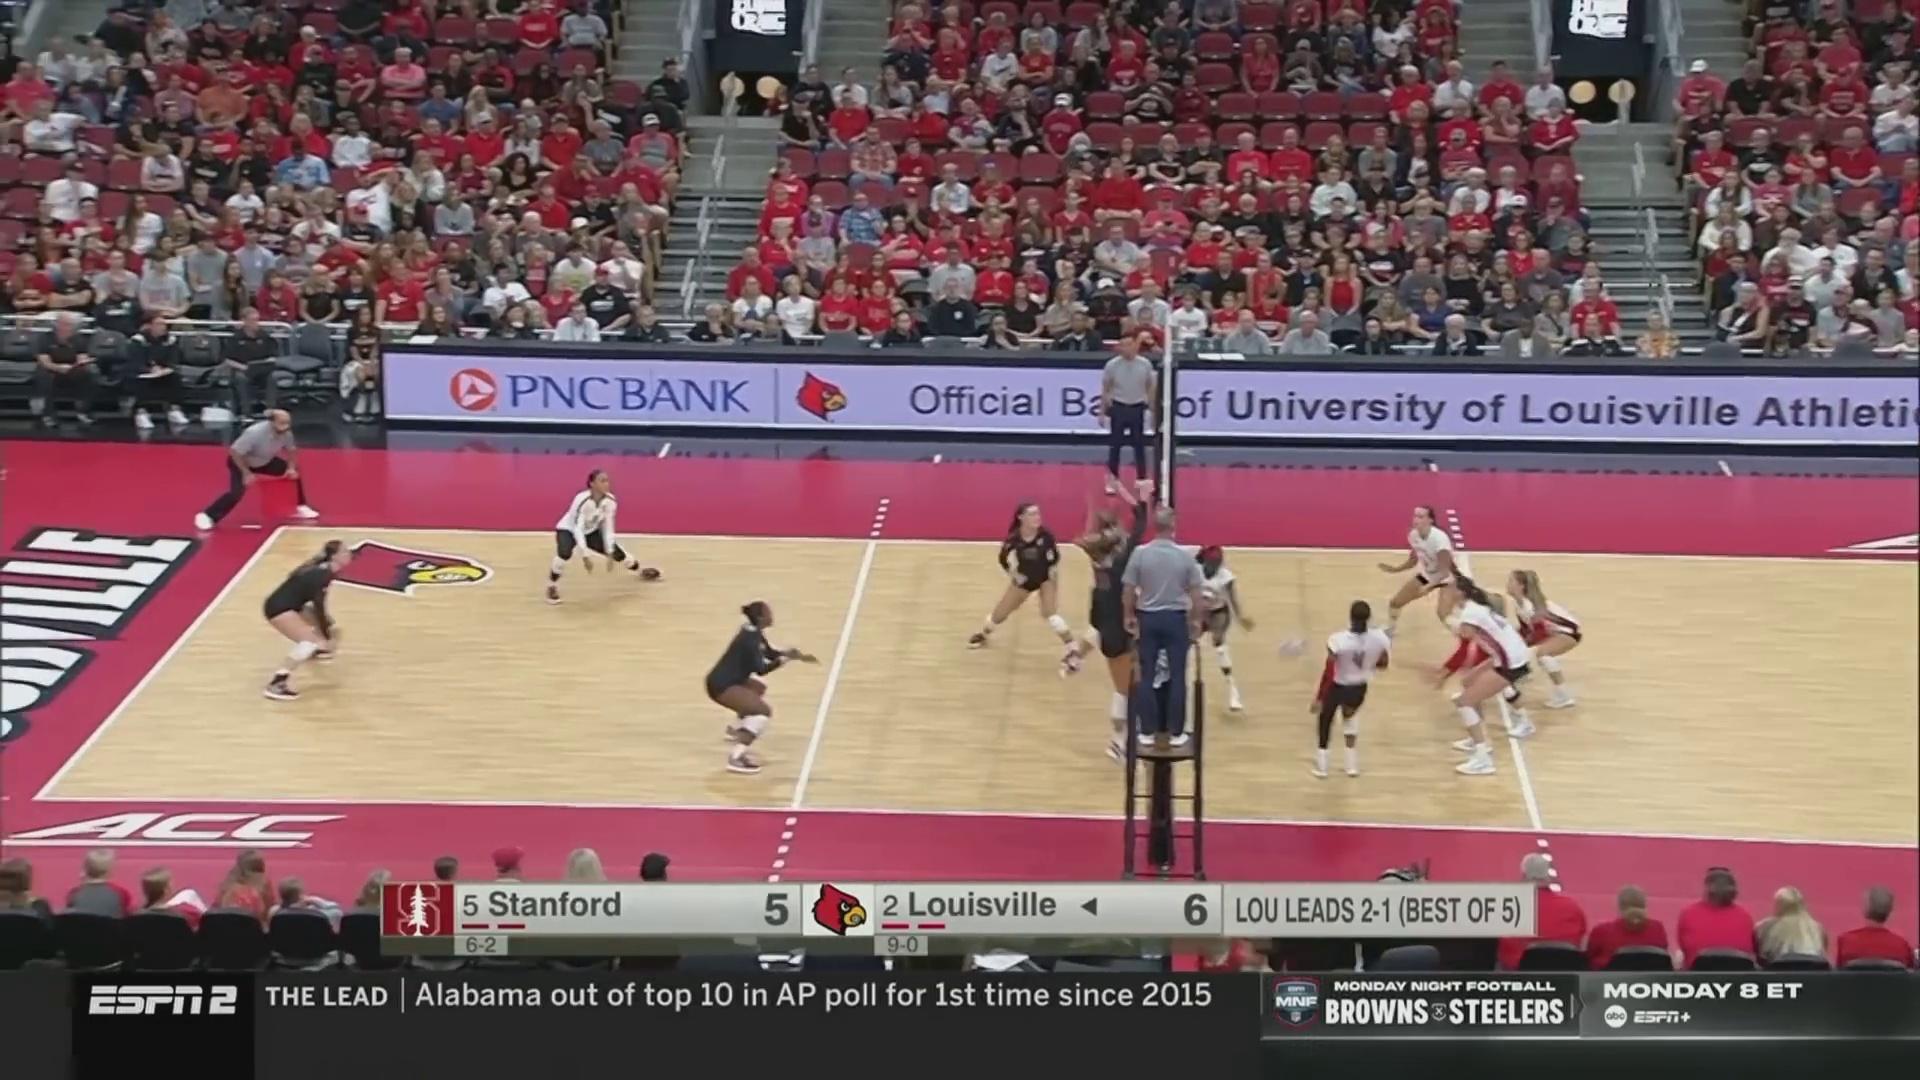 PNC BANK
Official Ba of University of Louisville Athleti
ACC
5 Stanford 5
6-2
2 Louisville 6
9-0
LOU LEADS 2-1 (BEST OF 5)
ESPN2
THE LEAD | Alabama out of top 10 in AP poll for 1st time since 2015
ESPN
MNF
MONDAY NIGHT FOOTBALL
BROWNS STEELERS
MONDAY 8 ET
abc ESPN+